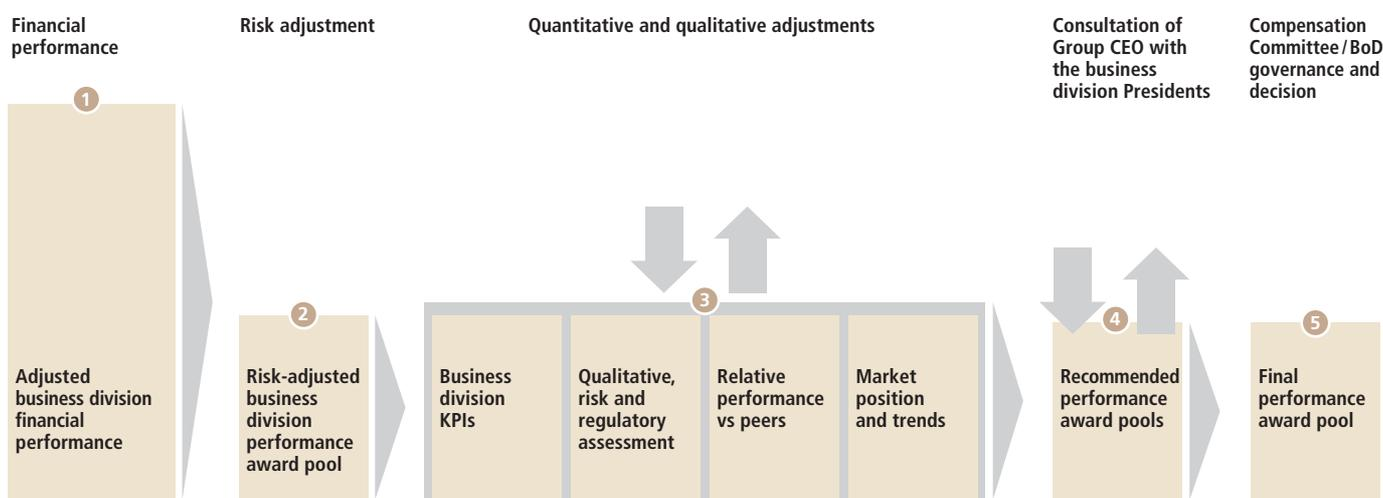 Financial
performance
Risk adjustment
Quantitative and qualitative adjustments
Consultation of
Group CEO with
the business
division Presidents
Compensation
Committee / BoD
governance and
decision
1
Adjusted
business division
financial
performance
2
Risk-adjusted
business
division
performance
award pool
3
Business
division
KPIs
Qualitative,
risk and
regulatory
assessment
Relative
performance
vs peers
Market
position
and trends
4
Recommended
performance
award pools
5
Final
performance
award pool